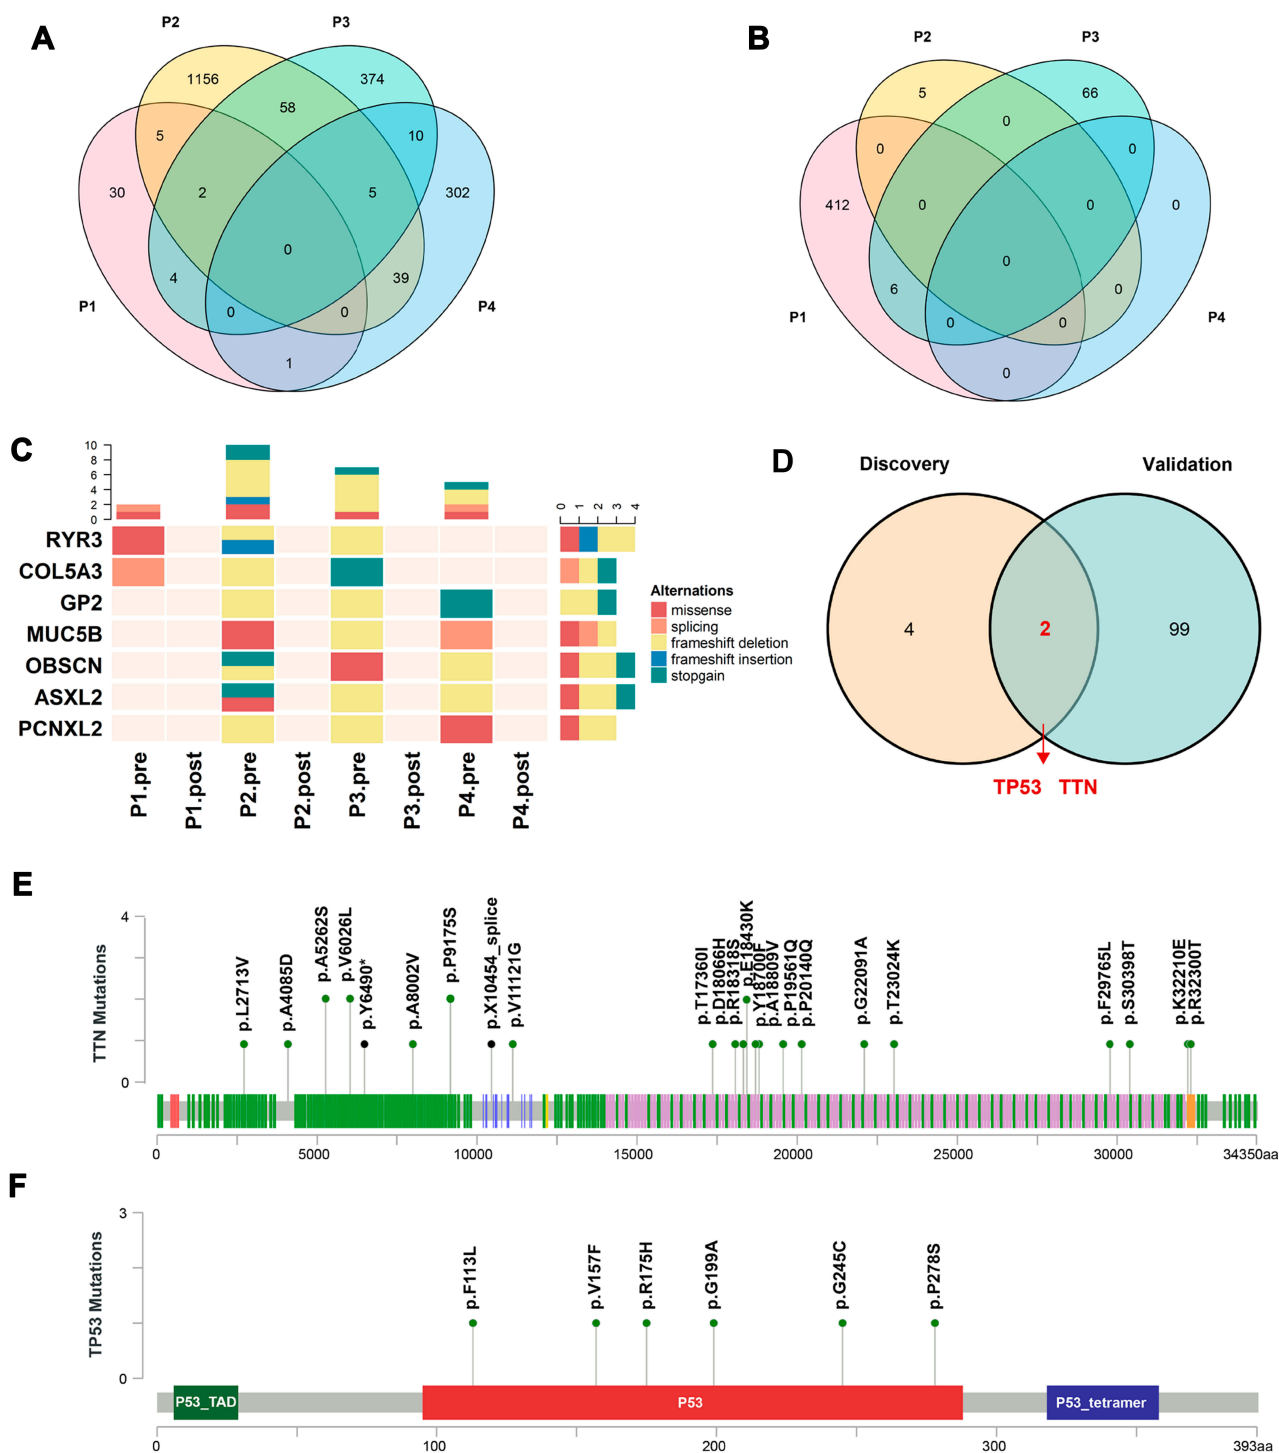 A
P2
P3
1156
374
58
5
10
30
2
5
302
0
4
39
0
0
P1
P4
1
B
P2
P3
5
66
0
0
0
412
0
0
0
0
6
0
0
0
P1
P4
0
C
10
8
6
4
2
0
0 1 2 3 4
RYR3
COL5A3
GP2
MUC5B
OBSCN
ASXL2
PCNXL2
P1.pre
P1.post
P2.pre
P2.post
P3.pre
P3.post
P4.pre
P4.post
Alternations
missense
splicing
frameshift deletion
frameshift insertion
stopgain
D
Discovery
Validation
4
2
99
TP53 TTN
E
TTN Mutations
4
0
p.L2713V
p.A4085D
p.A5262S
p.V6026L
p.Y6490*
p.A8002V
p.P9175S
p.X10454_splice
p.V11121G
p.T17360I
p.D18066H
p.R18318S
p.E18430K
p.Y18700F
p.A18809V
p.P19561Q
p.P20140Q
p.G22091A
p.T23024K
p.F29765L
p.S30398T
p.K32210E
p.R32300T
0 5000 10000 15000 20000 25000 30000 34350aa
F
TP53 Mutations
3
0
p.F113L
p.V157F
p.R175H
p.G199A
p.G245C
p.P278S
P53_TAD
P53
P53_tetramer
0 100 200 300 393aa